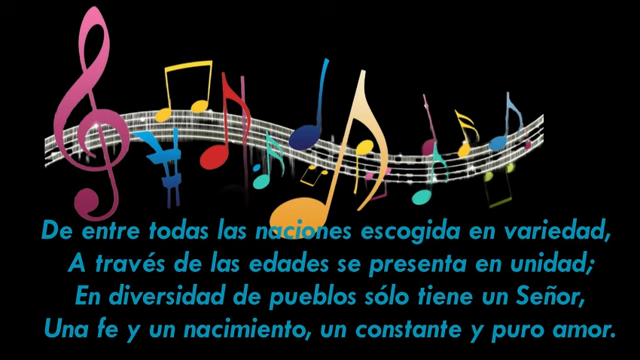 De entre todas las naciones escogida en variedad,
A través de las edades se presenta en unidad;
En diversidad de pueblos sólo tiene un Señor,
Una fe y un nacimiento, un constante y puro amor.